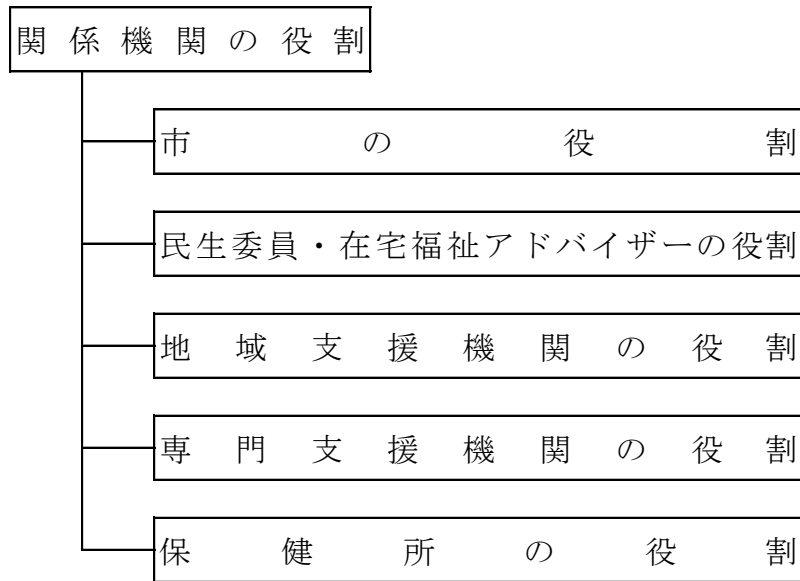 関係機関の役割
市の役割
民生委員・在宅福祉アドバイザーの役割
地域支援機関の役割
専門支援機関の役割
保健所の役割